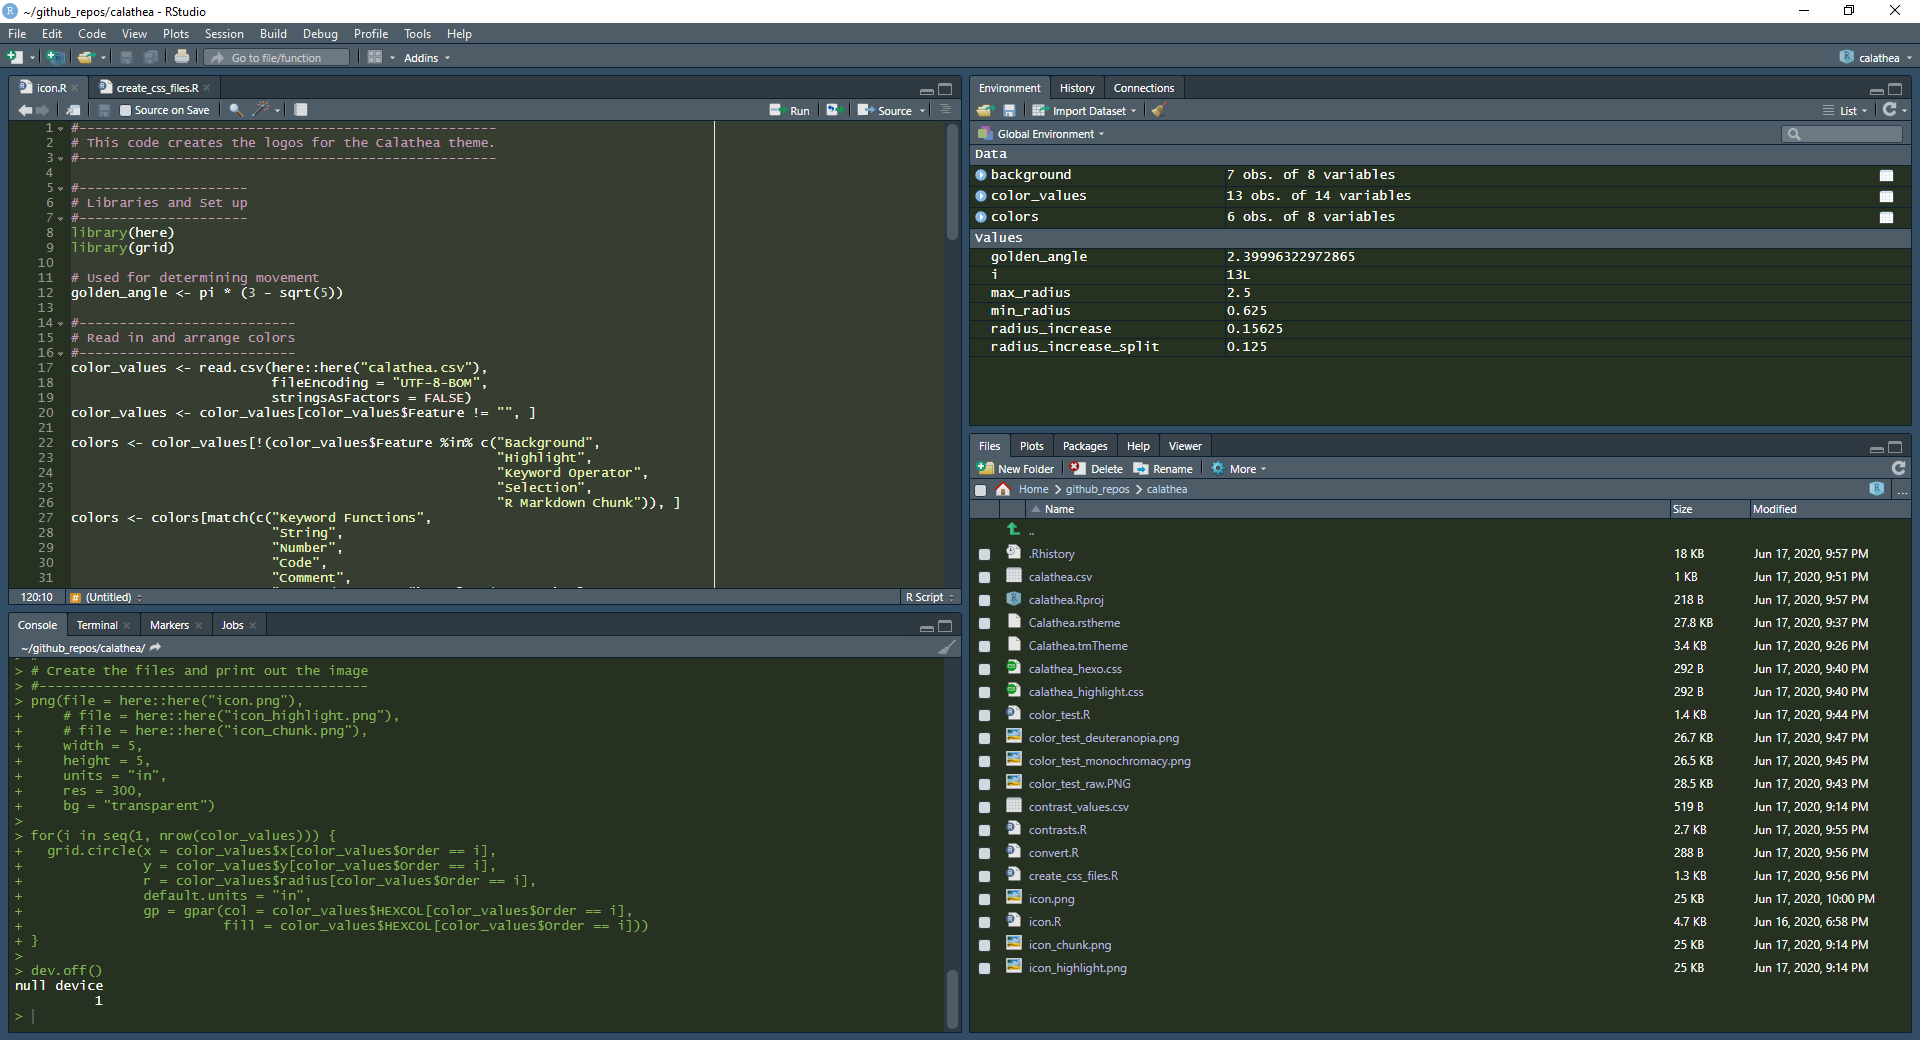 ~/github_repos/calathea - RStudio
File Edit Code View Plots Session Build Debug Profile Tools Help
Go to file/function Addins calathea
icon.R create_css_files.R
Source on Save Run Source
1 #----------------------------------------------------
2 # This code creates the logos for the Calathea theme.
3 #----------------------------------------------------
4
5 #---------------------
6 # Libraries and Set up
7 #---------------------
8 library(here)
9 library(grid)
10
11 # Used for determining movement
12 golden_angle <- pi * (3 - sqrt(5))
13
14 #---------------------------
15 # Read in and arrange colors
16 #---------------------------
17 color_values <- read.csv(here::here("calathea.csv"),
18 fileEncoding = "UTF-8-BOM",
19 stringsAsFactors = FALSE)
20 color_values <- color_values[color_values$Feature != "", ]
21
22 colors <- color_values[!(color_values$Feature %in% c("Background",
23 "Highlight",
24 "Keyword Operator",
25 "Selection",
26 "R Markdown Chunk")), ]
27 colors <- colors[match(c("Keyword Functions",
28 "String",
29 "Number",
30 "Code",
31 "Comment",
120:10 # (Untitled) R Script
Console Terminal Markers Jobs
~/github_repos/calathea/
> # Create the files and print out the image
> #-----------------------------------------
> png(file = here::here("icon.png"),
+ # file = here::here("icon_highlight.png"),
+ # file = here::here("icon_chunk.png"),
+ width = 5,
+ height = 5,
+ units = "in",
+ res = 300,
+ bg = "transparent")
>
> for(i in seq(1, nrow(color_values))) {
+ grid.circle(x = color_values$x[color_values$Order == i],
+ y = color_values$y[color_values$Order == i],
+ r = color_values$radius[color_values$Order == i],
+ default.units = "in",
+ gp = gpar(col = color_values$HEXCOL[color_values$Order == i],
+ fill = color_values$HEXCOL[color_values$Order == i]))
+ }
>
> dev.off()
null device
1
>
Environment History Connections
Import Dataset List
Global Environment
Data
background 7 obs. of 8 variables
color_values 13 obs. of 14 variables
colors 6 obs. of 8 variables
Values
golden_angle 2.39996322972865
i 13L
max_radius 2.5
min_radius 0.625
radius_increase 0.15625
radius_increase_split 0.125
Files Plots Packages Help Viewer
New Folder Delete Rename More
Home github_repos calathea ...
Name Size Modified
..
.Rhistory 18 KB Jun 17, 2020, 9:57 PM
calathea.csv 1 KB Jun 17, 2020, 9:51 PM
calathea.Rproj 218 B Jun 17, 2020, 9:57 PM
Calathea.rstheme 27.8 KB Jun 17, 2020, 9:37 PM
Calathea.tmTheme 3.4 KB Jun 17, 2020, 9:26 PM
calathea_hexo.css 292 B Jun 17, 2020, 9:40 PM
calathea_highlight.css 292 B Jun 17, 2020, 9:40 PM
color_test.R 1.4 KB Jun 17, 2020, 9:44 PM
color_test_deuteranopia.png 26.7 KB Jun 17, 2020, 9:47 PM
color_test_monochromacy.png 26.5 KB Jun 17, 2020, 9:45 PM
color_test_raw.PNG 28.5 KB Jun 17, 2020, 9:43 PM
contrast_values.csv 519 B Jun 17, 2020, 9:14 PM
contrasts.R 2.7 KB Jun 17, 2020, 9:55 PM
convert.R 288 B Jun 17, 2020, 9:56 PM
create_css_files.R 1.3 KB Jun 17, 2020, 9:56 PM
icon.png 25 KB Jun 17, 2020, 10:00 PM
icon.R 4.7 KB Jun 16, 2020, 6:58 PM
icon_chunk.png 25 KB Jun 17, 2020, 9:14 PM
icon_highlight.png 25 KB Jun 17, 2020, 9:14 PM